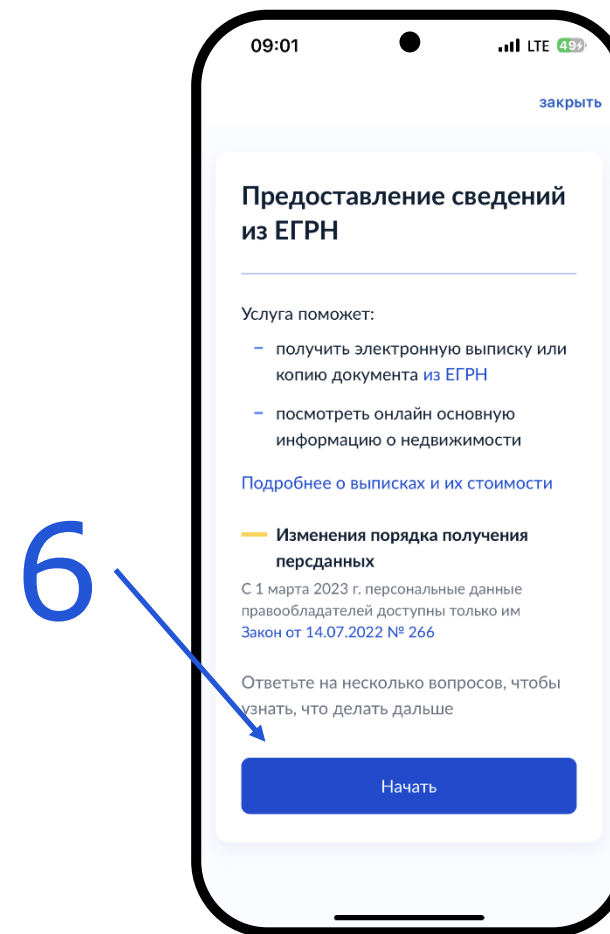 09:01
LTE 49
закрыть
Предоставление сведений
из ЕГРН
Услуга поможет:
– получить электронную выписку или
копию документа из ЕГРН
– посмотреть онлайн основную
информацию о недвижимости
Подробнее о выписках и их стоимости
Изменения порядка получения
персданных
С 1 марта 2023 г. персональные данные
правообладателей доступны только им
Закон от 14.07.2022 № 266
6
Ответьте на несколько вопросов, чтобы
узнать, что делать дальше
Начать